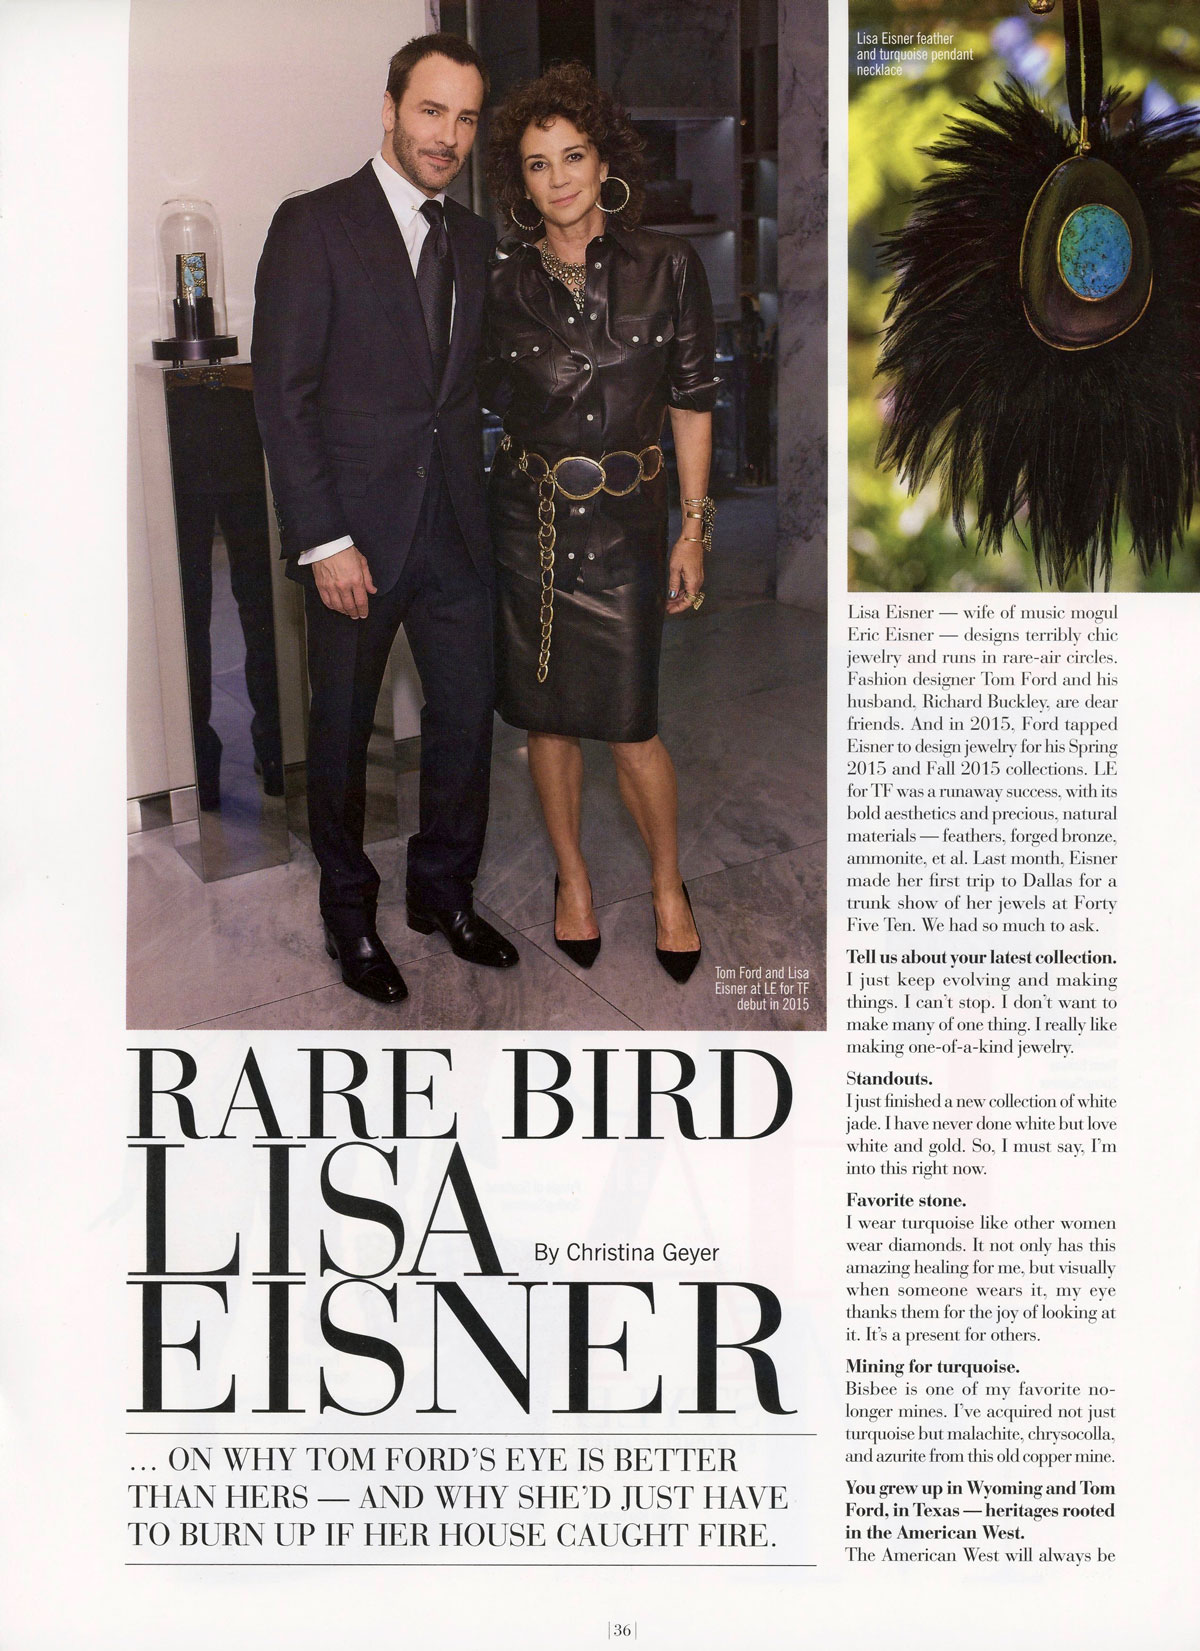 Lisa Eisner feather
and turquoise pendant
necklace
Tom Ford and Lisa
Eisner at LE for TF
debut in 2015
RARE BIRD
LISA
EISNER
By Christina Geyer
... ON WHY TOM FORD'S EYE IS BETTER
THAN HERS — AND WHY SHE'D JUST HAVE
TO BURN UP IF HER HOUSE CAUGHT FIRE.
Lisa Eisner — wife of music mogul
Eric Eisner — designs terribly chic
jewelry and runs in rare-air circles.
Fashion designer Tom Ford and his
husband, Richard Buckley, are dear
friends. And in 2015, Ford tapped
Eisner to design jewelry for his Spring
2015 and Fall 2015 collections. LE
for TF was a runaway success, with its
bold aesthetics and precious, natural
materials — feathers, forged bronze,
ammonite, et al. Last month, Eisner
made her first trip to Dallas for a
trunk show of her jewels at Forty
Five Ten. We had so much to ask.
Tell us about your latest collection.
I just keep evolving and making
things. I can't stop. I don't want to
make many of one thing. I really like
making one-of-a-kind jewelry.
Standouts.
I just finished a new collection of white
jade. I have never done white but love
white and gold. So, I must say, I'm
into this right now.
Favorite stone.
I wear turquoise like other women
wear diamonds. It not only has this
amazing healing for me, but visually
when someone wears it, my eye
thanks them for the joy of looking at
it. It's a present for others.
Mining for turquoise.
Bisbee is one of my favorite no-
longer mines. I've acquired not just
turquoise but malachite, chrysocolla,
and azurite from this old copper mine.
You grew up in Wyoming and Tom
Ford, in Texas — heritages rooted
in the American West.
The American West will always be
|36|